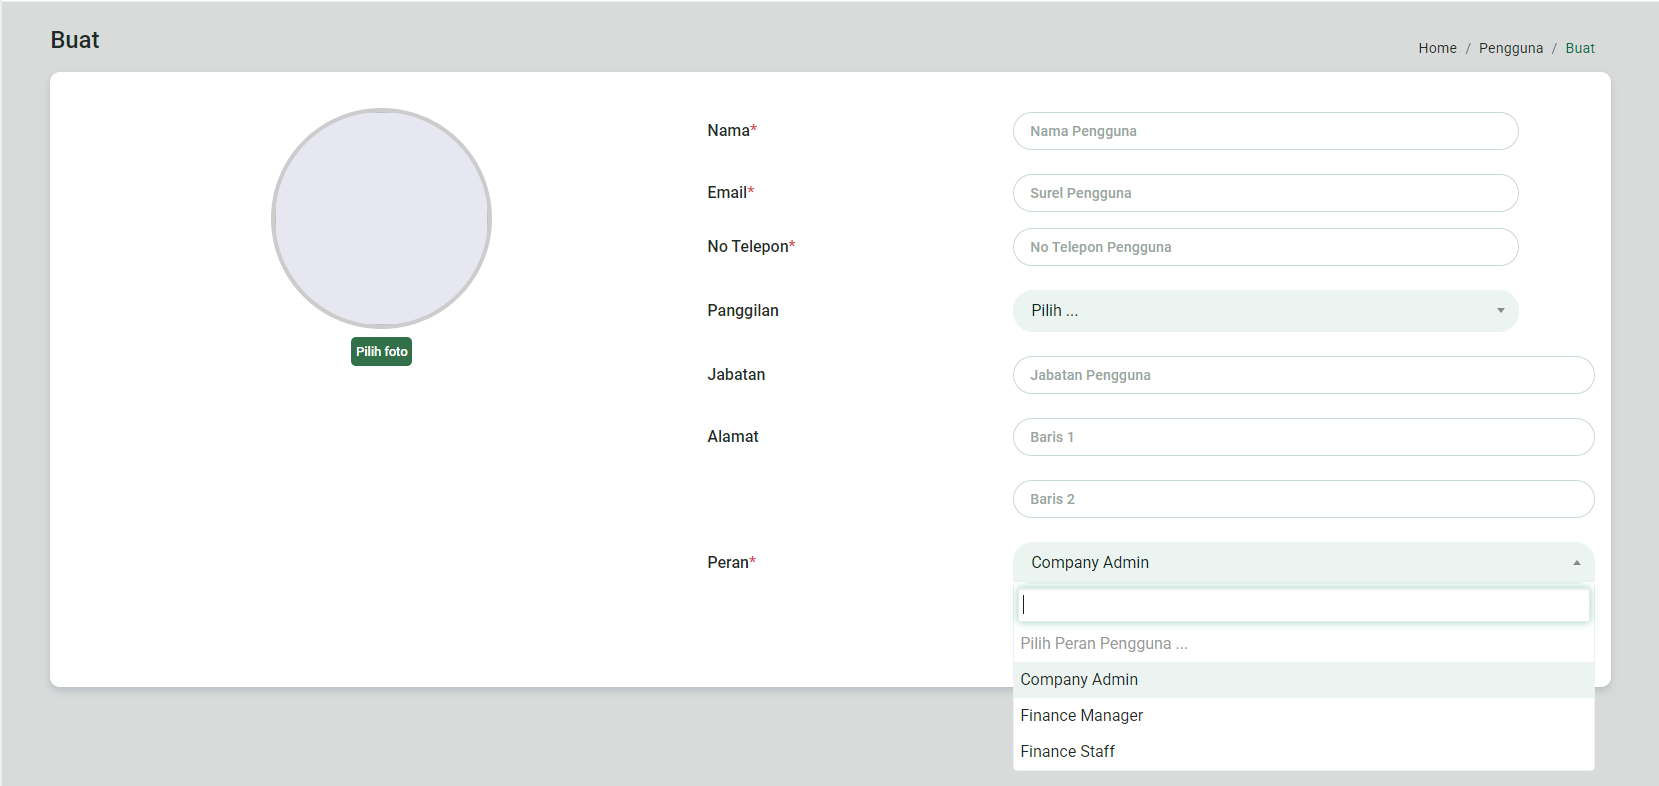 Buat
Home / Pengguna / Buat
Pilih foto
Nama*
Nama Pengguna
Email*
Surel Pengguna
No Telepon*
No Telepon Pengguna
Panggilan
Pilih ...
Jabatan
Jabatan Pengguna
Alamat
Baris 1
Baris 2
Peran*
Company Admin
Pilih Peran Pengguna ...
Company Admin
Finance Manager
Finance Staff